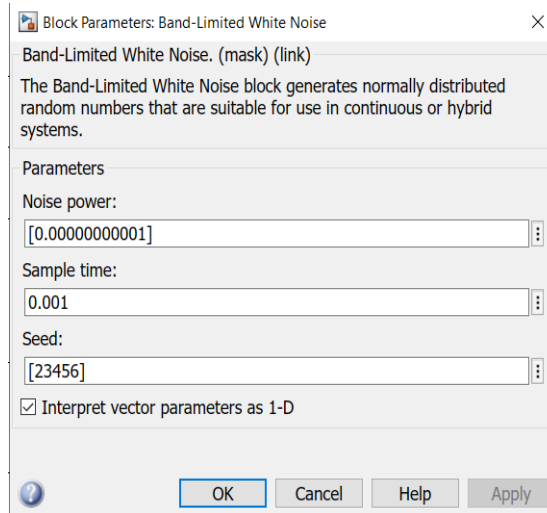 Block Parameters: Band-Limited White Noise
Band-Limited White Noise. (mask) (link)
The Band-Limited White Noise block generates normally distributed
random numbers that are suitable for use in continuous or hybrid
systems.
Parameters
Noise power:
[0.00000000001]
Sample time:
0.001
Seed:
[23456]
Interpret vector parameters as 1-D
OK Cancel Help Apply